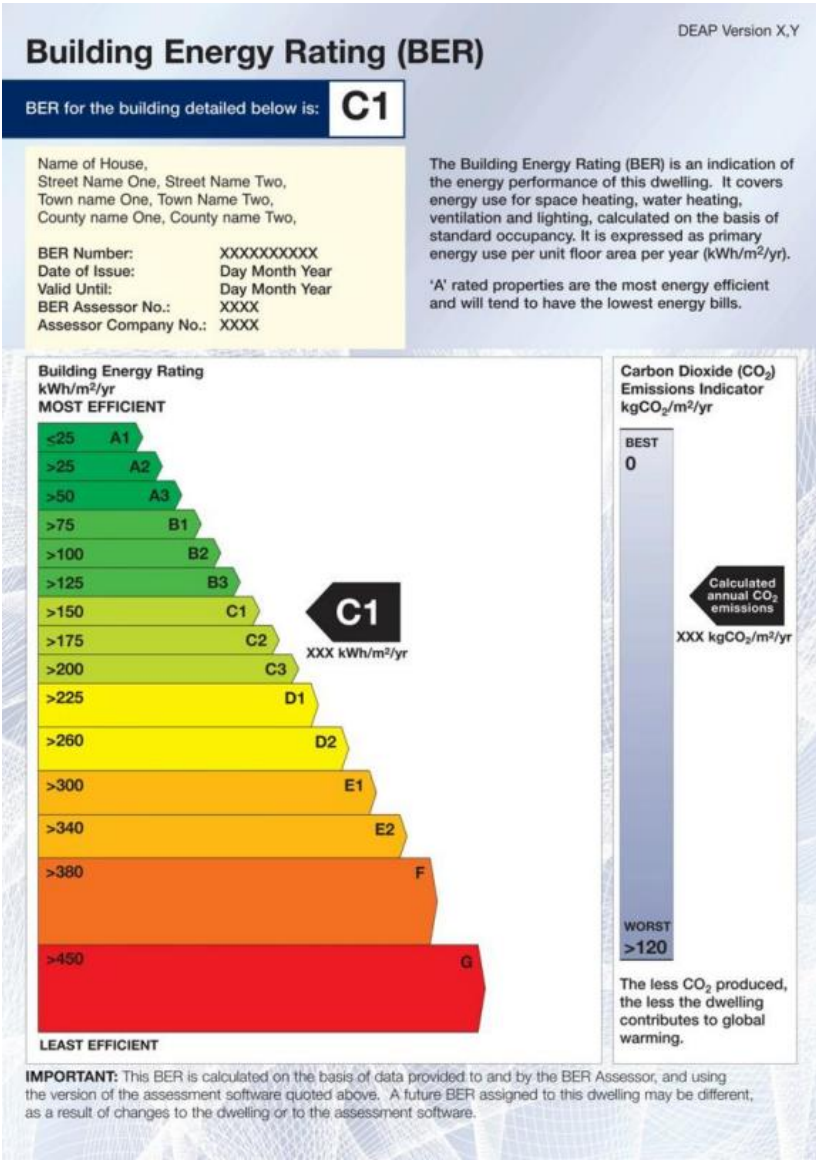 DEAP Version X,Y
Building Energy Rating (BER)
BER for the building detailed below is: C1
Name of House,
Street Name One, Street Name Two,
Town name One, Town Name Two,
County name One, County name Two,
BER Number: XXXXXXXXXX
Date of Issue: Day Month Year
Valid Until: Day Month Year
BER Assessor No.: XXXX
Assessor Company No.: XXXX
The Building Energy Rating (BER) is an indication of
the energy performance of this dwelling. It covers
energy use for space heating, water heating,
ventilation and lighting, calculated on the basis of
standard occupancy. It is expressed as primary
energy use per unit floor area per year (kWh/m²/yr).
'A' rated properties are the most energy efficient
and will tend to have the lowest energy bills.
Building Energy Rating
kWh/m²/yr
MOST EFFICIENT
≤25 A1
>25 A2
>50 A3
>75 B1
>100 B2
>125 B3
>150 C1
>175 C2
>200 C3
>225 D1
>260 D2
>300 E1
>340 E2
>380 F
>450 G
LEAST EFFICIENT
C1
XXX kWh/m²/yr
Carbon Dioxide (CO₂)
Emissions Indicator
kgCO₂/m²/yr
BEST
0
Calculated
annual CO₂
emissions
XXX kgCO₂/m²/yr
WORST
>120
The less CO₂ produced,
the less the dwelling
contributes to global
warming.
IMPORTANT: This BER is calculated on the basis of data provided to and by the BER Assessor, and using
the version of the assessment software quoted above. A future BER assigned to this dwelling may be different,
as a result of changes to the dwelling or to the assessment software.